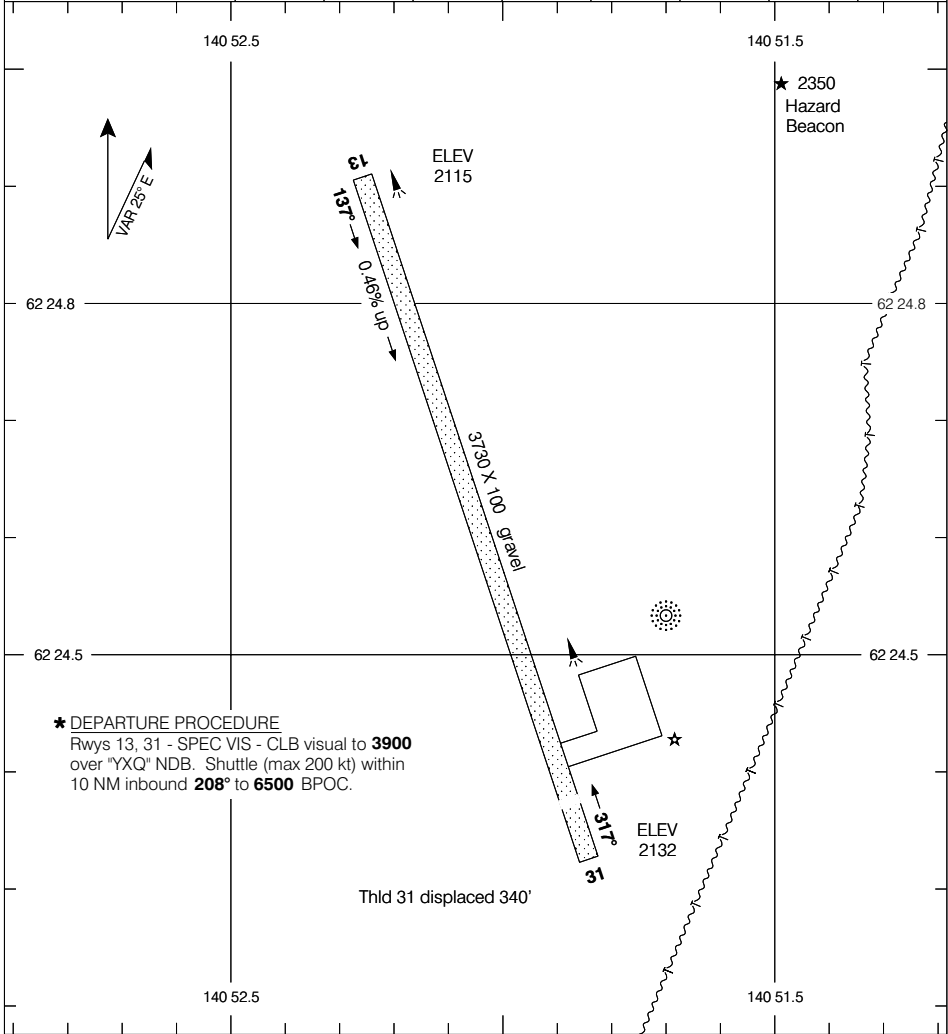 140 52.5
140 51.5
★ 2350
Hazard
Beacon
VAR 25° E
13
ELEV
2115
137°
0.46% up
62 24.8
62 24.8
3730 X 100 gravel
62 24.5
62 24.5
* DEPARTURE PROCEDURE
Rwys 13, 31 - SPEC VIS - CLB visual to 3900
over "YXQ" NDB. Shuttle (max 200 kt) within
10 NM inbound 208° to 6500 BPOC.
317°
ELEV
2132
31
Thld 31 displaced 340'
140 52.5
140 51.5